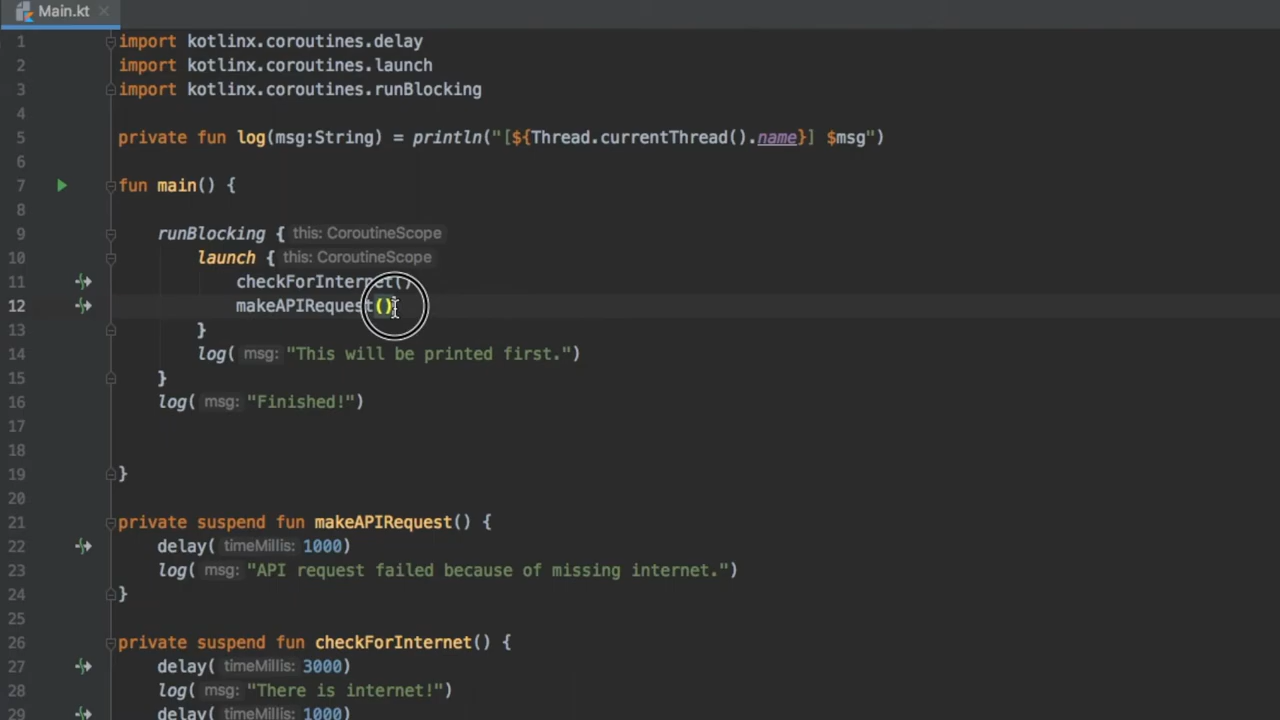 Main.kt
1 import kotlinx.coroutines.delay
2 import kotlinx.coroutines.launch
3 import kotlinx.coroutines.runBlocking
4
5 private fun log(msg:String) = println("[${Thread.currentThread().name}] $msg")
6
7 fun main() {
8
9 runBlocking { this: CoroutineScope
10 launch { this: CoroutineScope
11 checkForInternet()
12 makeAPIRequest()
13 }
14 log( msg: "This will be printed first.")
15 }
16 log( msg: "Finished!")
17
18
19 }
20
21 private suspend fun makeAPIRequest() {
22 delay( timeMillis: 1000)
23 log( msg: "API request failed because of missing internet.")
24 }
25
26 private suspend fun checkForInternet() {
27 delay( timeMillis: 3000)
28 log( msg: "There is internet!")
29 delay( timeMillis: 1000)